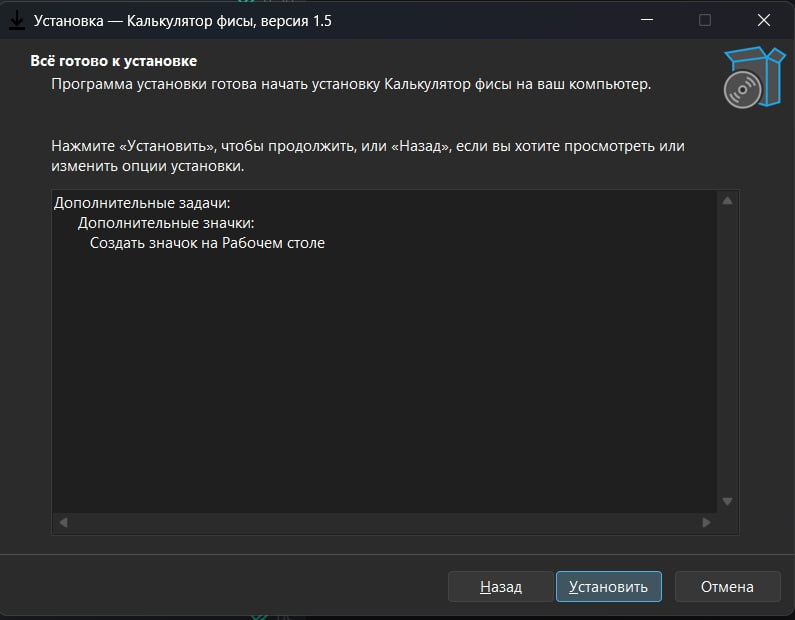 Установка — Калькулятор фисы, версия 1.5
Всё готово к установке
Программа установки готова начать установку Калькулятор фисы на ваш компьютер.
Нажмите «Установить», чтобы продолжить, или «Назад», если вы хотите просмотреть или
изменить опции установки.
Дополнительные задачи:
Дополнительные значки:
Создать значок на Рабочем столе
Назад
Установить
Отмена